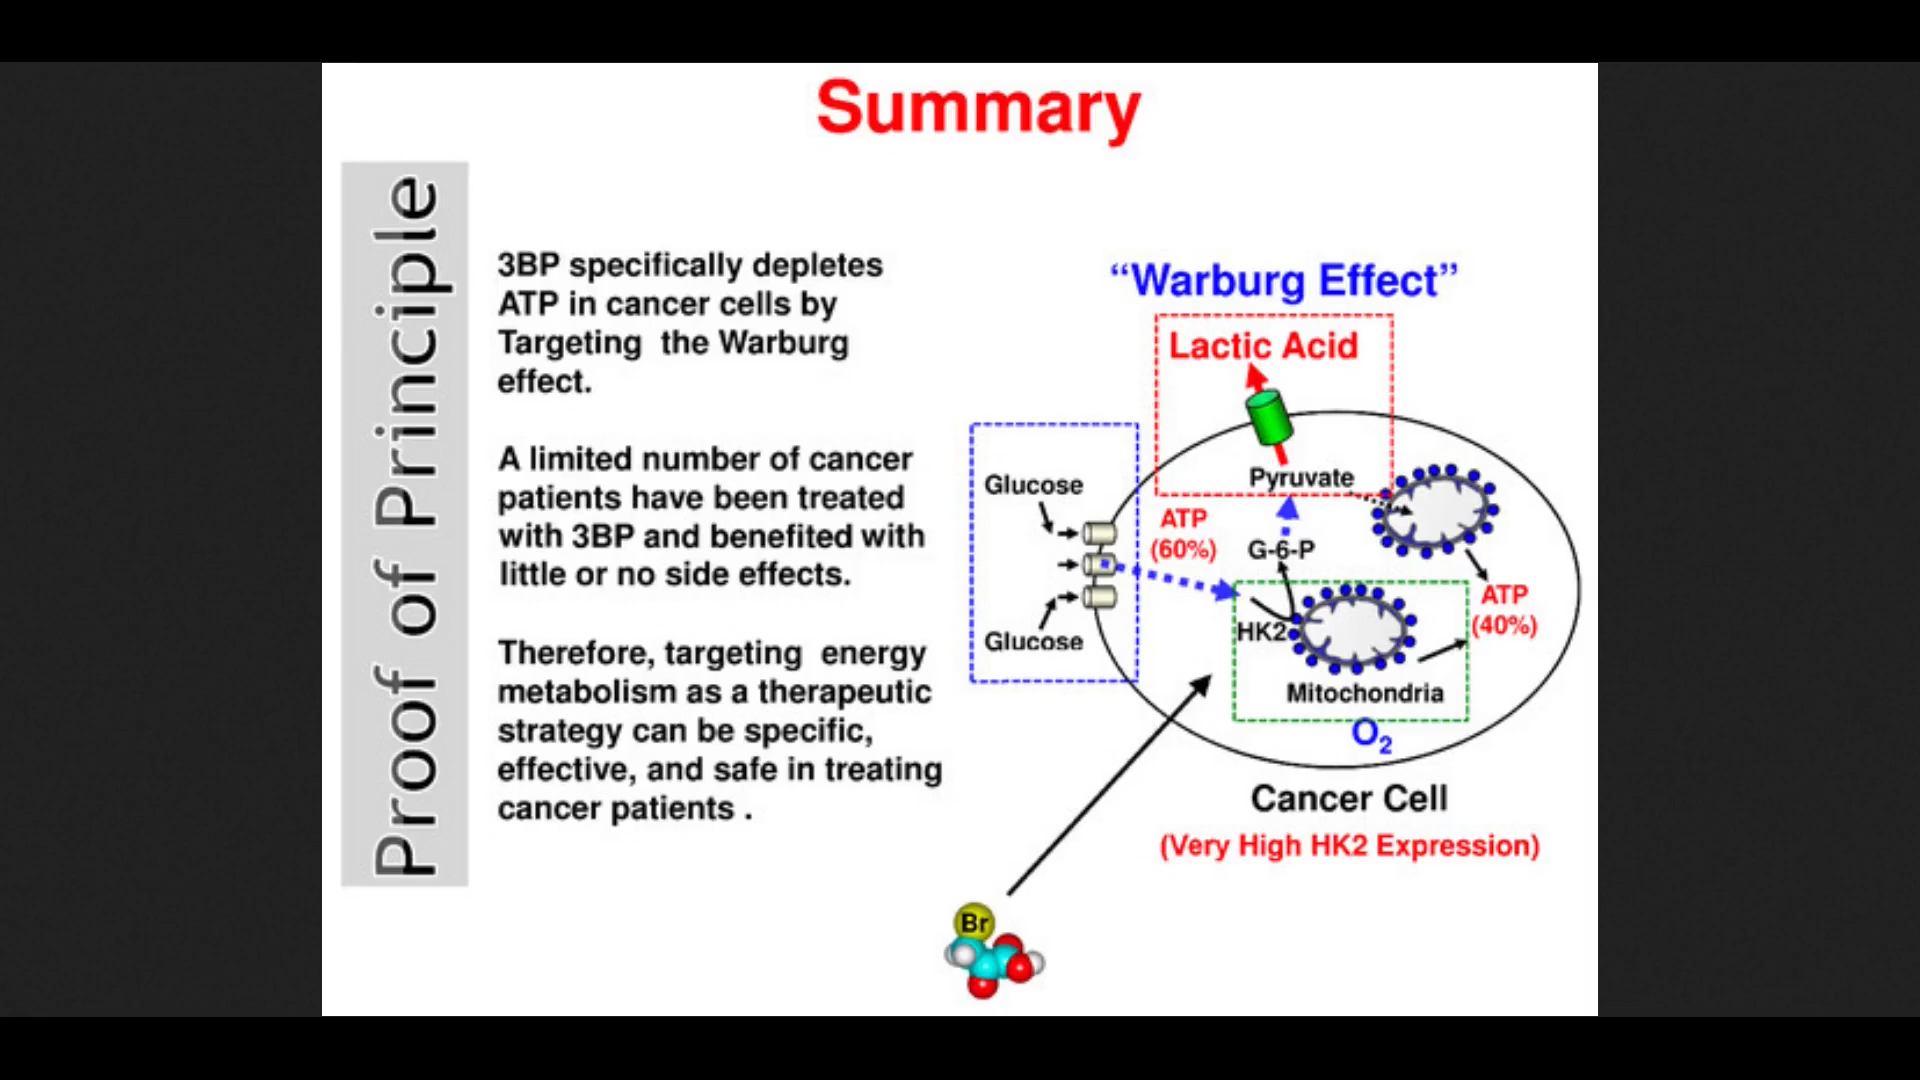 Summary
Proof of Principle
3BP specifically depletes
ATP in cancer cells by
Targeting the Warburg
effect.
A limited number of cancer
patients have been treated
with 3BP and benefited with
little or no side effects.
Therefore, targeting energy
metabolism as a therapeutic
strategy can be specific,
effective, and safe in treating
cancer patients .
“Warburg Effect”
Lactic Acid
Glucose
Pyruvate
ATP
(60%)
G-6-P
ATP
(40%)
HK2
Glucose
Mitochondria
O2
Cancer Cell
(Very High HK2 Expression)
Br